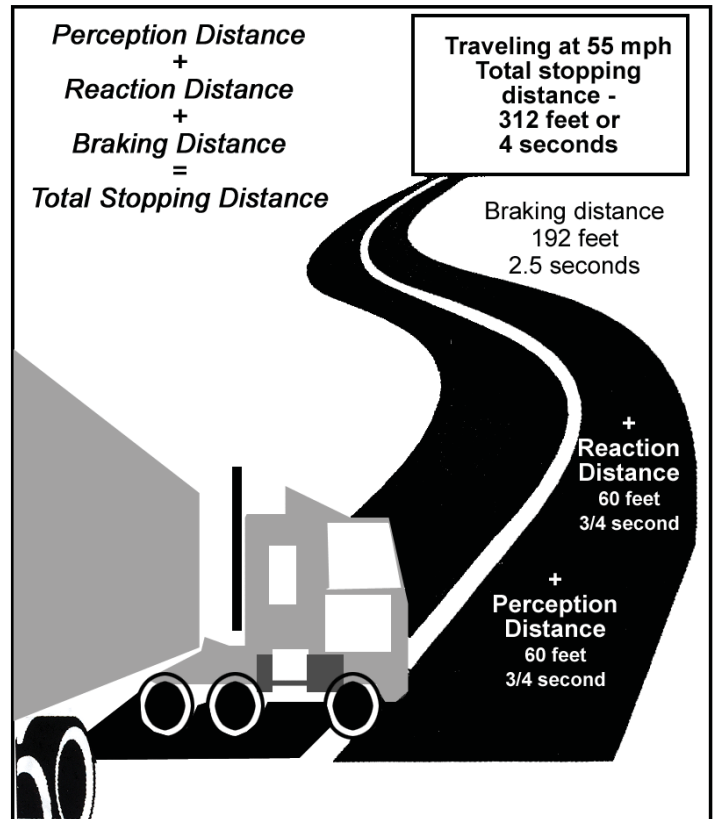 Perception Distance
+
Reaction Distance
+
Braking Distance
=
Total Stopping Distance
Traveling at 55 mph
Total stopping
distance -
312 feet or
4 seconds
Braking distance
192 feet
2.5 seconds
+
Reaction
Distance
60 feet
3/4 second
+
Perception
Distance
60 feet
3/4 second